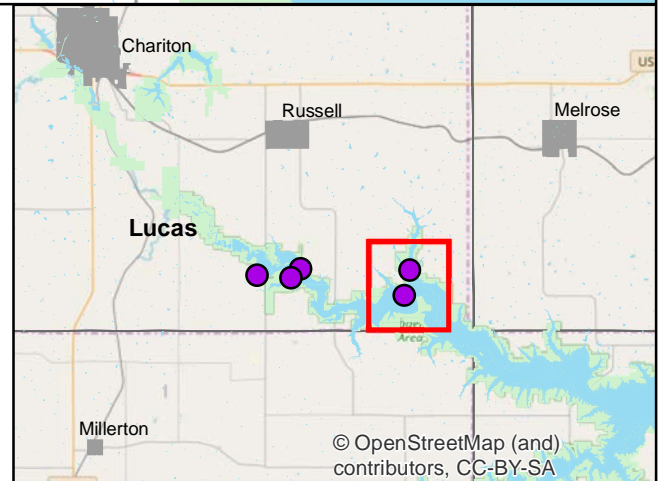 Chariton
US
Russell
Melrose
Lucas
Area
Millerton
© OpenStreetMap (and)
contributors, CC-BY-SA